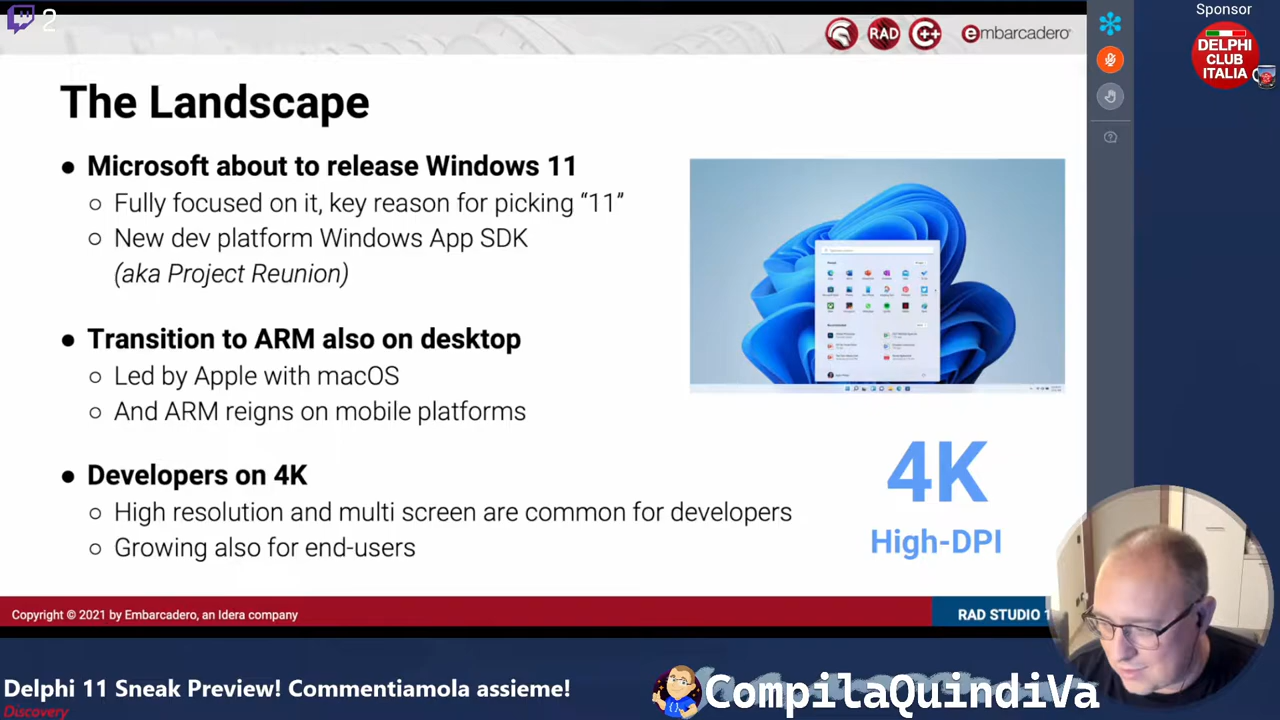 2
RAD
C++
embarcadero
Sponsor
DELPHI
CLUB
ITALIA
The Landscape
● Microsoft about to release Windows 11
○ Fully focused on it, key reason for picking “11”
○ New dev platform Windows App SDK
(aka Project Reunion)
● Transition to ARM also on desktop
○ Led by Apple with macOS
○ And ARM reigns on mobile platforms
● Developers on 4K
○ High resolution and multi screen are common for developers
○ Growing also for end-users
4K
High-DPI
Copyright © 2021 by Embarcadero, an Idera company
RAD STUDIO 1
Delphi 11 Sneak Preview! Commentiamola assieme!
Discovery
{ }
CompilaQuindiVa